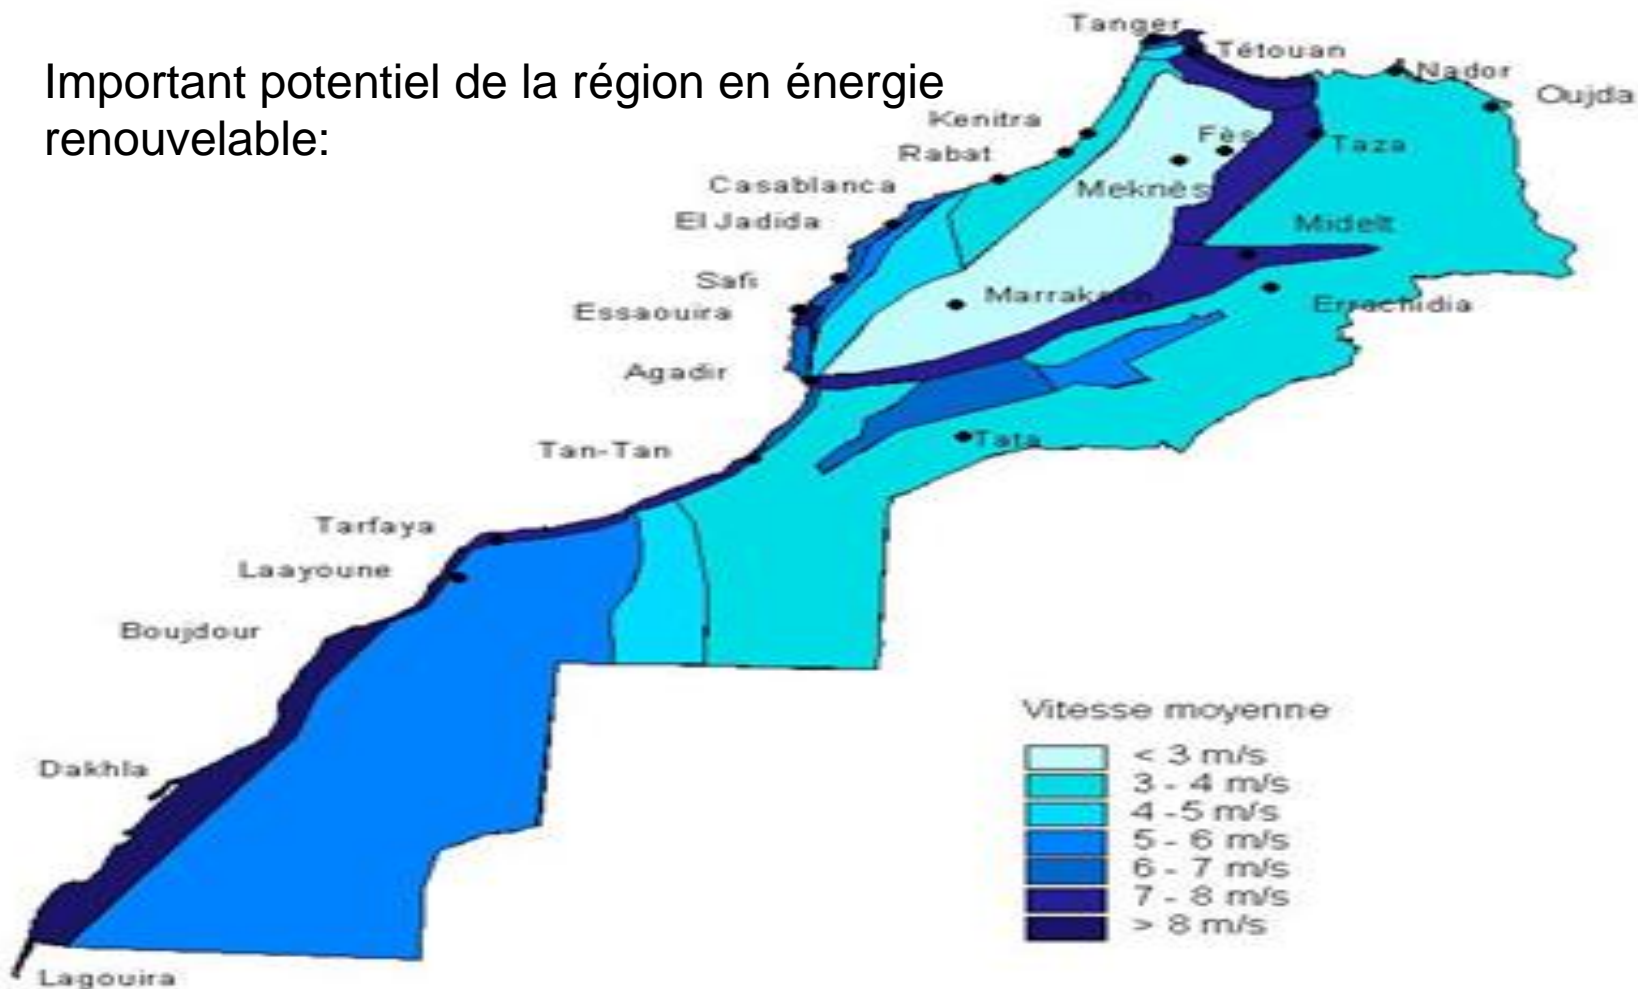 Important potentiel de la région en énergie
renouvelable:
Tanger
Tétouan
Nador
Oujda
Kenitra
Fès
Taza
Rabat
Casablanca
Meknès
El Jadida
Midelt
Safi
Marrakech
Errachidia
Essaouira
Agadir
Tata
Tan-Tan
Tarfaya
Laayoune
Boujdour
Dakhla
Lagouira
Vitesse moyenne
< 3 m/s
3 - 4 m/s
4 -5 m/s
5 - 6 m/s
6 - 7 m/s
7 - 8 m/s
> 8 m/s